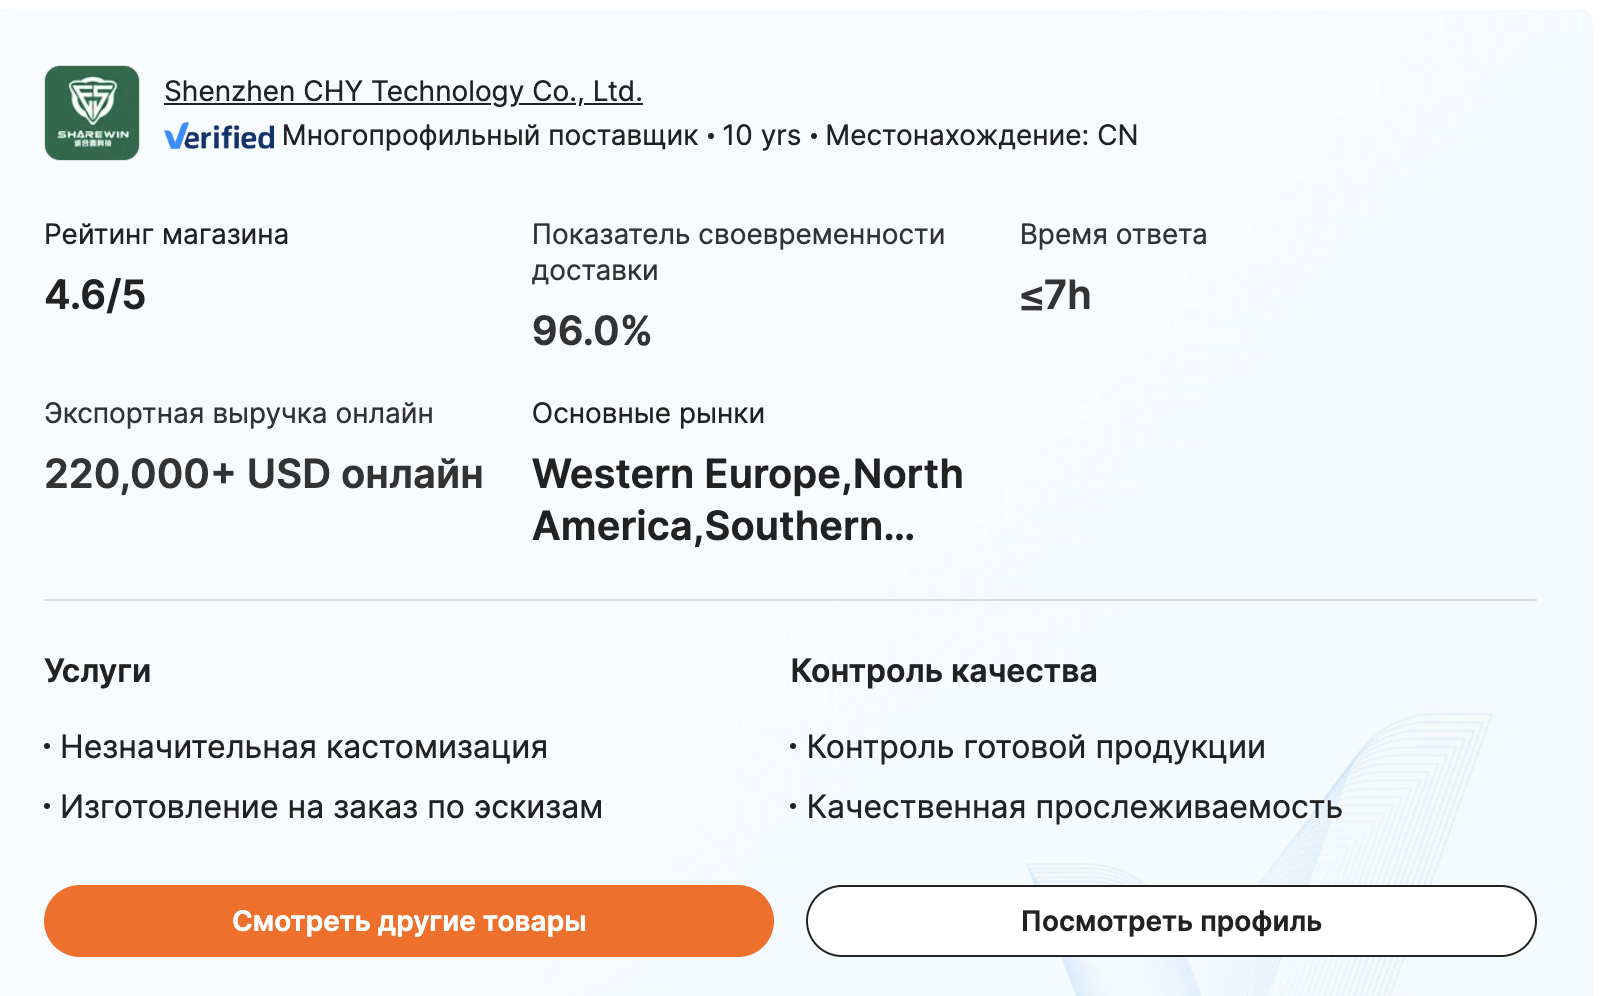 SHAREWIN
Shenzhen CHY Technology Co., Ltd.
Verified Многопрофильный поставщик • 10 yrs • Местонахождение: CN
Рейтинг магазина
4.6/5
Показатель своевременности
доставки
96.0%
Время ответа
≤7h
Экспортная выручка онлайн
220,000+ USD онлайн
Основные рынки
Western Europe,North
America,Southern...
Услуги
· Незначительная кастомизация
· Изготовление на заказ по эскизам
Контроль качества
· Контроль готовой продукции
· Качественная прослеживаемость
Смотреть другие товары
Посмотреть профиль